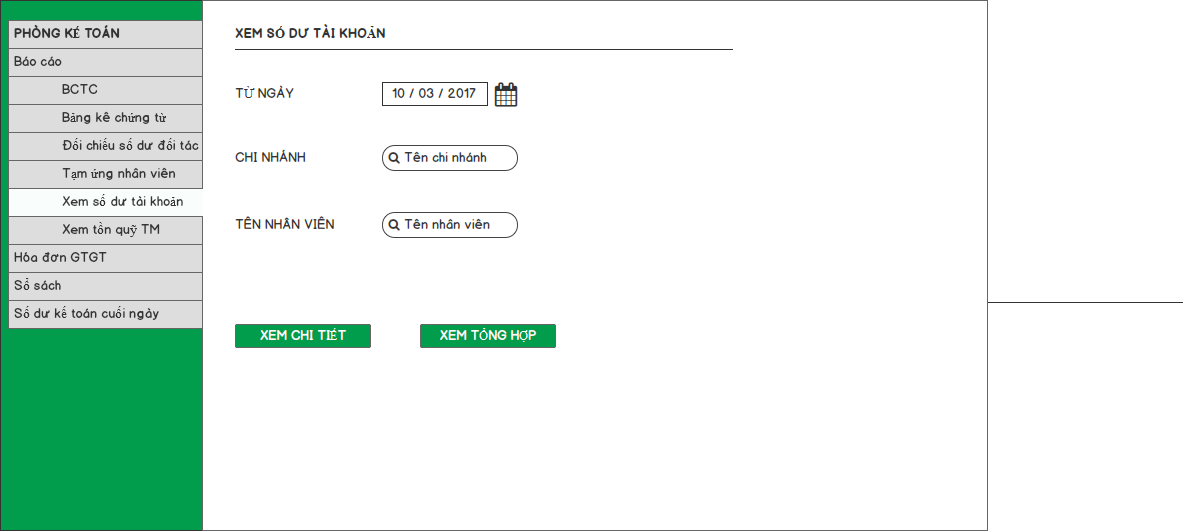 PHÒNG KẾ TOÁN
Báo cáo
BCTC
Bảng kê chứng từ
Đối chiếu số dư đối tác
Tạm ứng nhân viên
Xem số dư tài khoản
Xem tồn quỹ TM
Hóa đơn GTGT
Sổ sách
Số dư kế toán cuối ngày
XEM SỐ DƯ TÀI KHOẢN
TỪ NGÀY
10 / 03 / 2017
CHI NHÁNH
Tên chi nhánh
TÊN NHÂN VIÊN
Tên nhân viên
XEM CHI TIẾT
XEM TỔNG HỢP